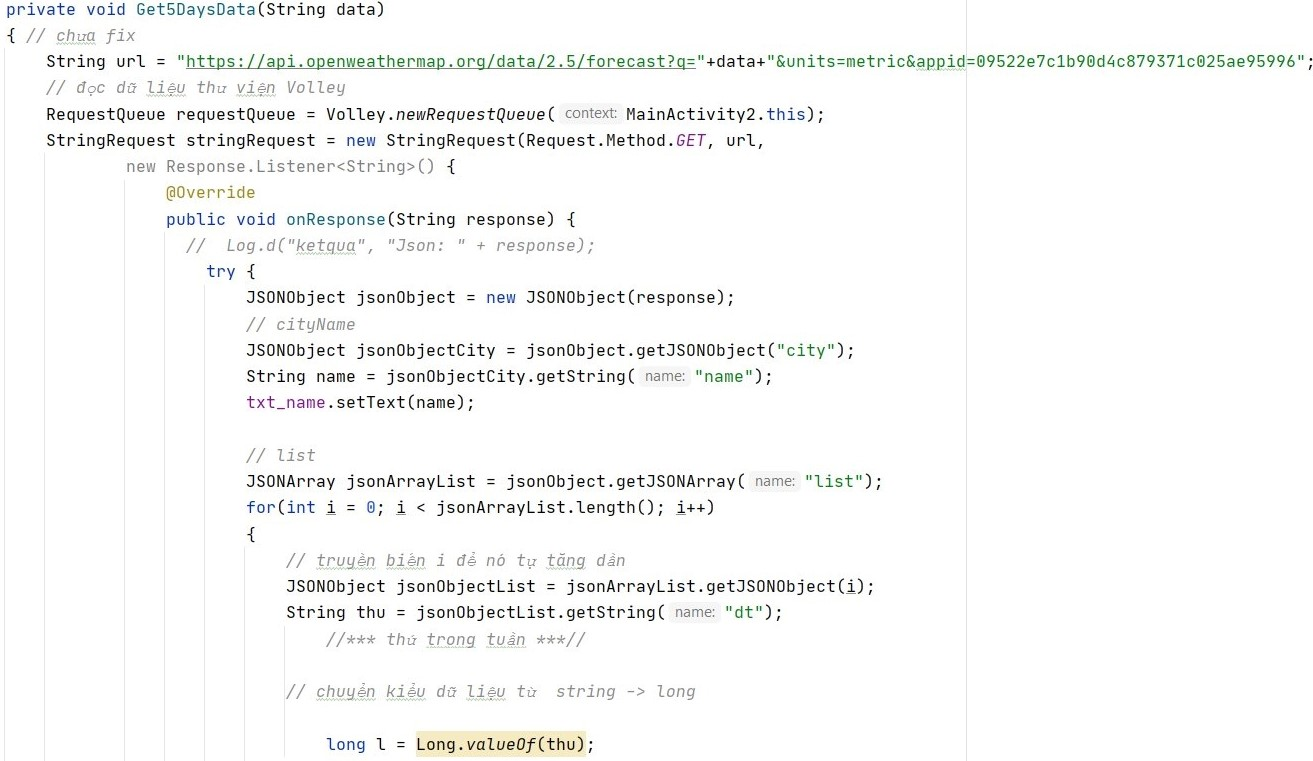 private void Get5DaysData(String data)
{ // chưa fix
String url = "https://api.openweathermap.org/data/2.5/forecast?q="+data+"&units=metric&appid=09522e7c1b90d4c879371c025ae95996";
// đọc dữ liệu thư viện Volley
RequestQueue requestQueue = Volley.newRequestQueue( context: MainActivity2.this);
StringRequest stringRequest = new StringRequest(Request.Method.GET, url,
new Response.Listener<String>() {
@Override
public void onResponse(String response) {
// Log.d("ketqua", "Json: " + response);
try {
JSONObject jsonObject = new JSONObject(response);
// cityName
JSONObject jsonObjectCity = jsonObject.getJSONObject("city");
String name = jsonObjectCity.getString( name: "name");
txt_name.setText(name);
// list
JSONArray jsonArrayList = jsonObject.getJSONArray( name: "list");
for(int i = 0; i < jsonArrayList.length(); i++)
{
// truyền biến i để nó tự tăng dần
JSONObject jsonObjectList = jsonArrayList.getJSONObject(i);
String thu = jsonObjectList.getString( name: "dt");
//*** thứ trong tuần ***//
// chuyển kiểu dữ liệu từ string -> long
long l = Long.valueOf(thu);